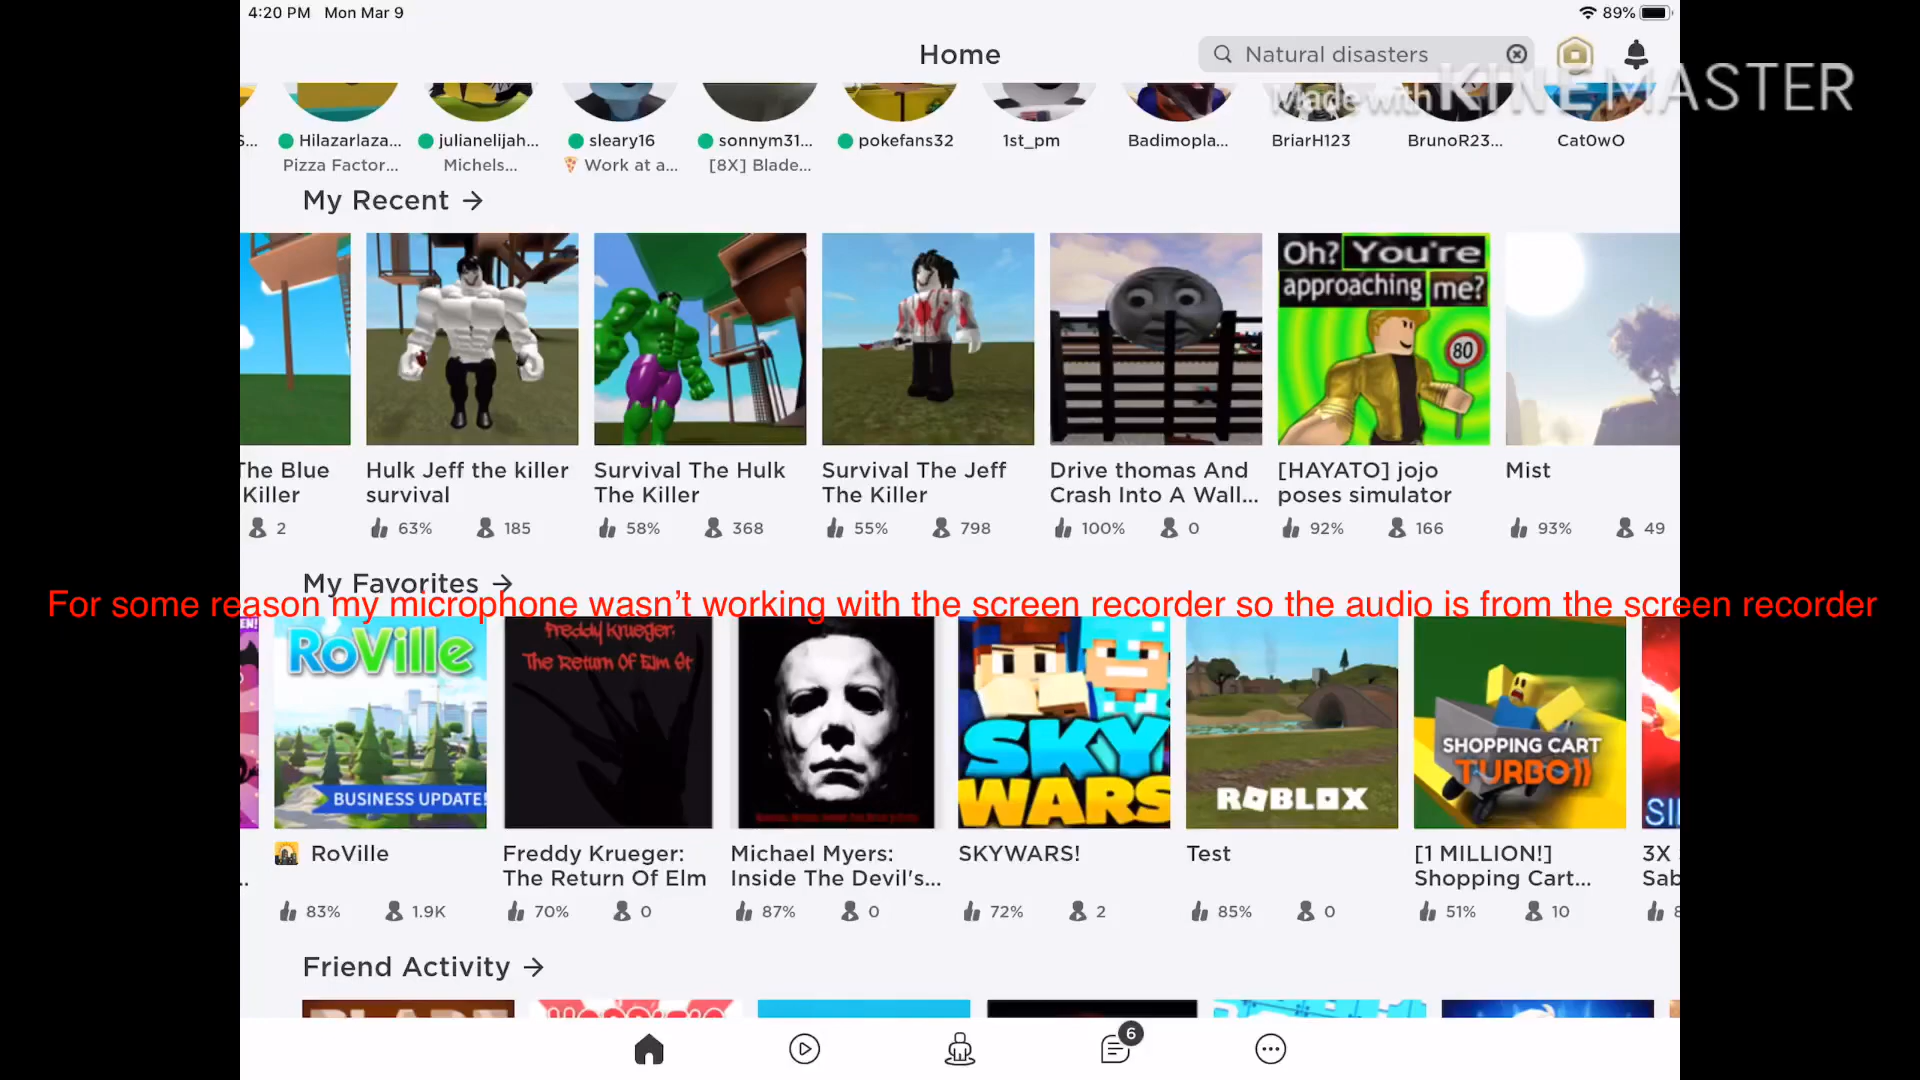 4:20 PM Mon Mar 9
89%
Home
Natural disasters
Made with KINEMASTER
S...
Hilazarlaza...
julianelijah...
sleary16
sonnym31...
pokefans32
1st_pm
Badimopla...
BriarH123
BrunoR23...
Cat0wO
Pizza Factor...
Michels...
🍕 Work at a...
[8X] Blade...
My Recent →
Oh? You're
approaching me?
80
The Blue
Killer
2
Hulk Jeff the killer
survival
63% 185
Survival The Hulk
The Killer
58% 368
Survival The Jeff
The Killer
55% 798
Drive thomas And
Crash Into A Wall...
100% 0
[HAYATO] jojo
poses simulator
92% 166
Mist
93% 49
My Favorites →
For some reason my microphone wasn't working with the screen recorder so the audio is from the screen recorder
RoVille
BUSINESS UPDATE!
Freddy Krueger:
The Return Of Elm St
SKY
WARS
ROBLOX
SHOPPING CART
TURBO
SI
RoVille
83% 1.9K
Freddy Krueger:
The Return Of Elm
70% 0
Michael Myers:
Inside The Devil's...
87% 0
SKYWARS!
72% 2
Test
85% 0
[1 MILLION!]
Shopping Cart...
51% 10
3X
Sab
8
Friend Activity →
BLADE
6